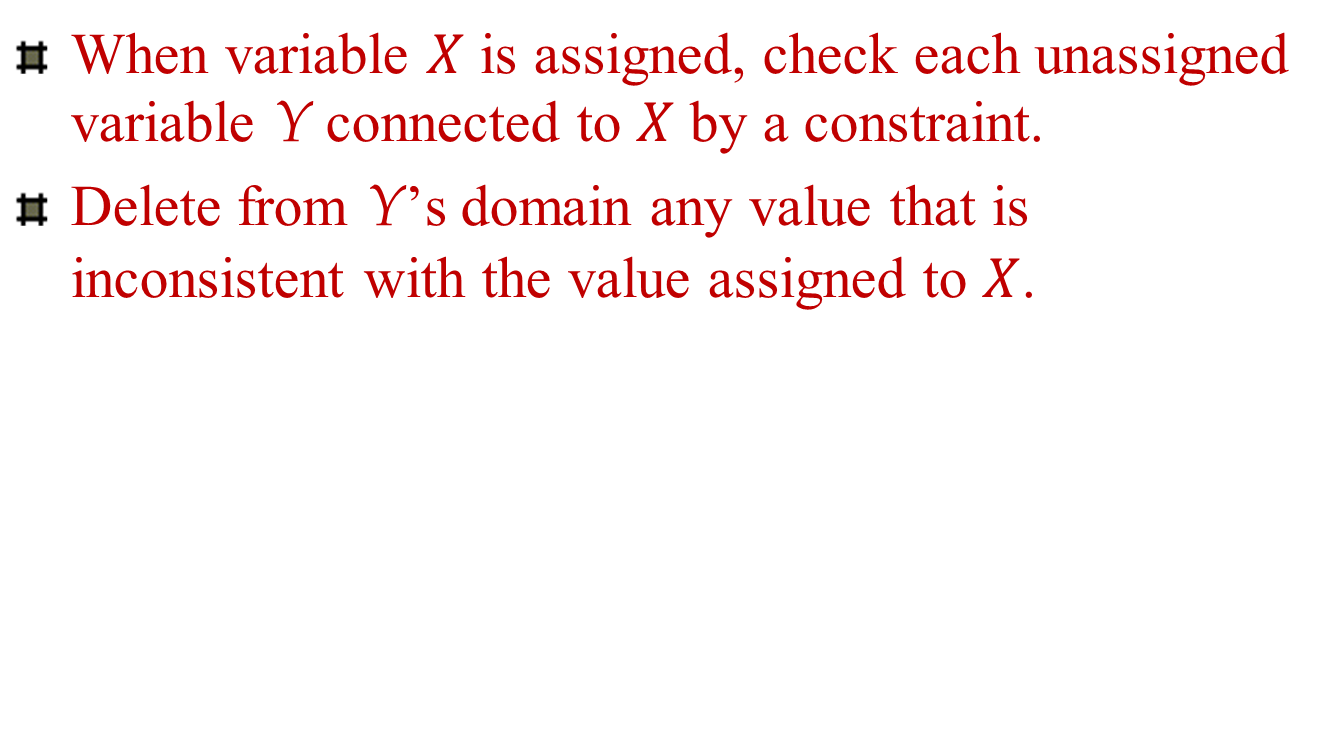 When variable X is assigned, check each unassigned
variable Y connected to X by a constraint.
Delete from Y’s domain any value that is
inconsistent with the value assigned to X.